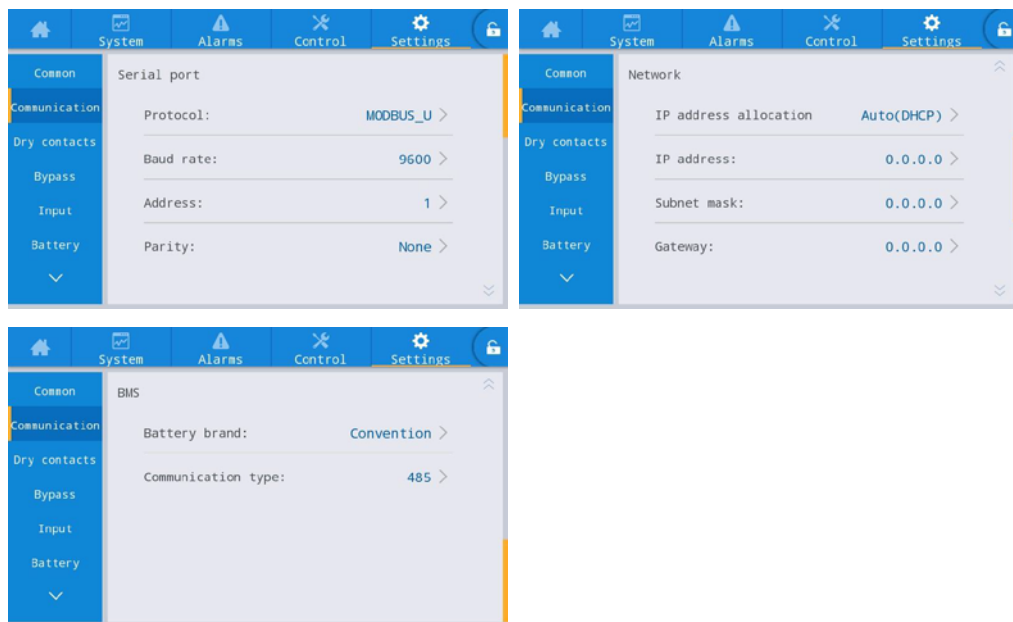 System Alarms Control Settings
Common
Communication
Dry contacts
Bypass
Input
Battery
Serial port
Protocol: MODBUS_U
Baud rate: 9600
Address: 1
Parity: None
System Alarms Control Settings
Common
Communication
Dry contacts
Bypass
Input
Battery
Network
IP address allocation Auto(DHCP)
IP address: 0.0.0.0
Subnet mask: 0.0.0.0
Gateway: 0.0.0.0
System Alarms Control Settings
Common
Communication
Dry contacts
Bypass
Input
Battery
BMS
Battery brand: Convention
Communication type: 485